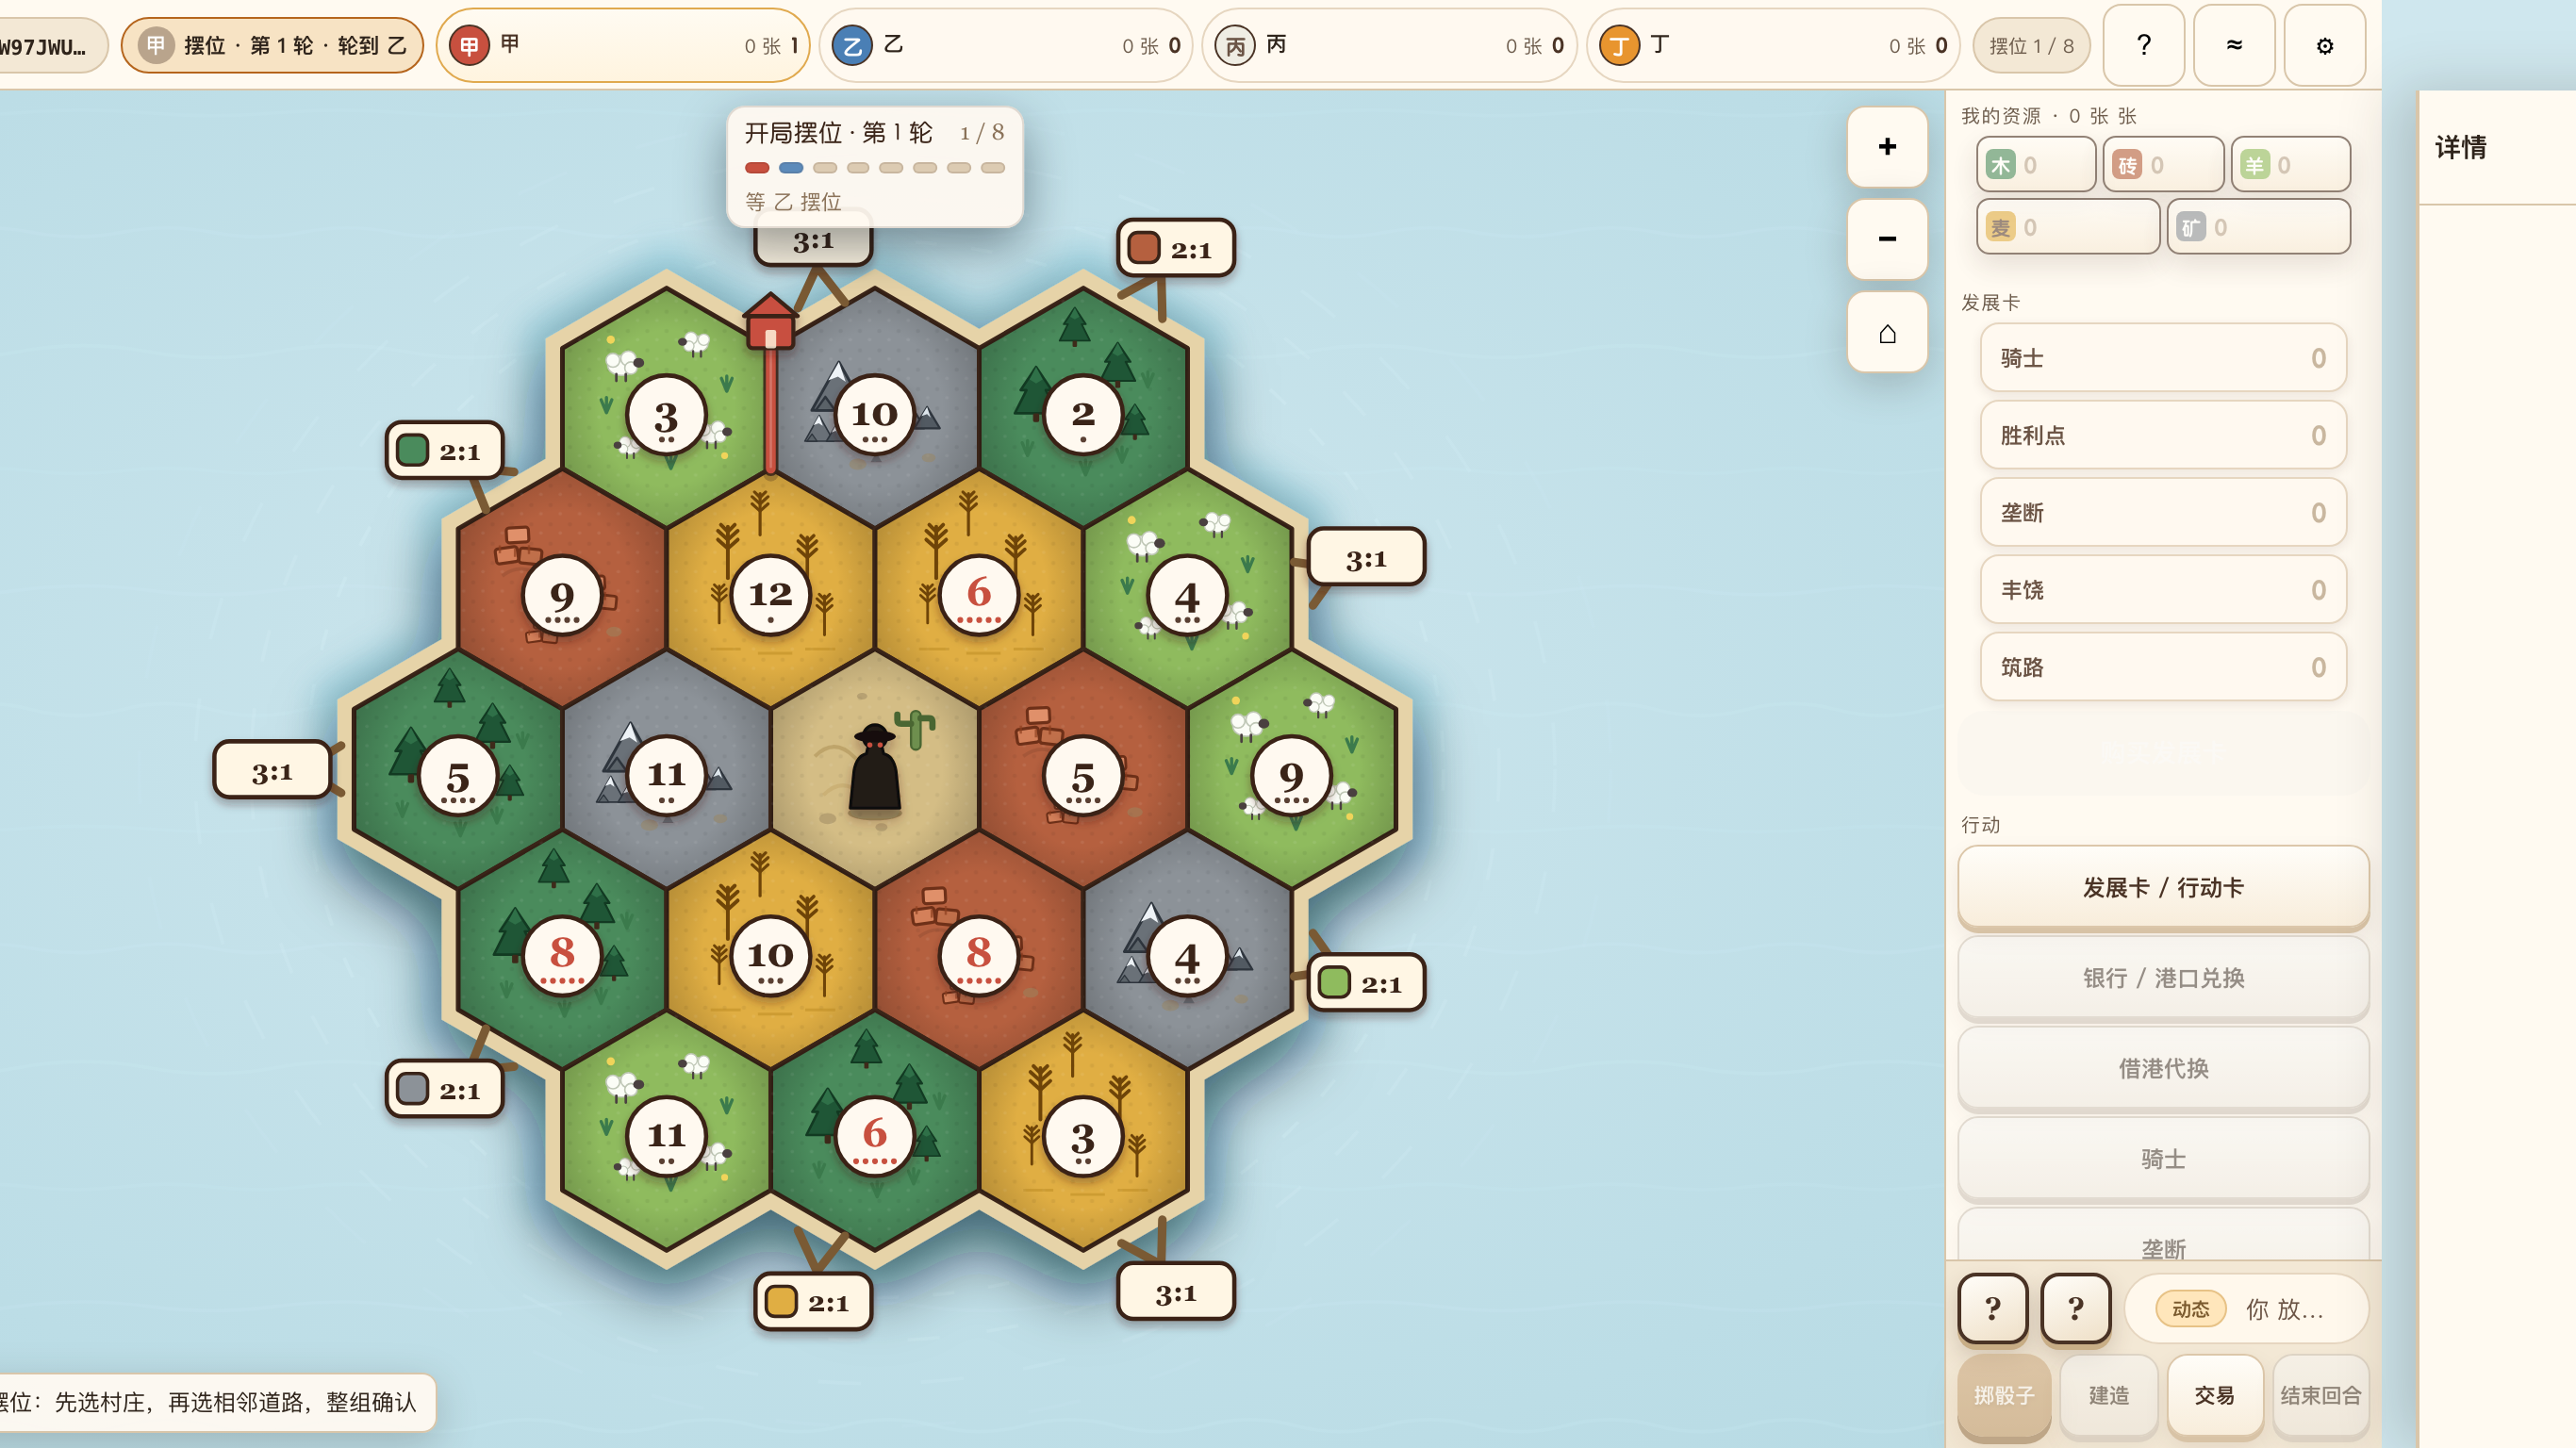 W97JWU…
甲 摆位 · 第 1 轮 · 轮到 乙
甲 甲 0 张 1
乙 乙 0 张 0
丙 丙 0 张 0
丁 丁 0 张 0
摆位 1 / 8
?
≈
开局摆位 · 第 1 轮 1 / 8
等 乙 摆位
+
−
我的资源 · 0 张 张
木 0
砖 0
羊 0
麦 0
矿 0
发展卡
骑士 0
胜利点 0
垄断 0
丰饶 0
筑路 0
行动
发展卡 / 行动卡
银行 / 港口兑换
借港代换
骑士
垄断
? ? 动态 你 放…
掷骰子 建造 交易 结束回合
详情
3:1
2:1
3 10 2
2:1
9 12 6 4
3:1
3:1
5 11 5 9
8 10 8 4
2:1
2:1
11 6 3
2:1
3:1
摆位：先选村庄，再选相邻道路，整组确认